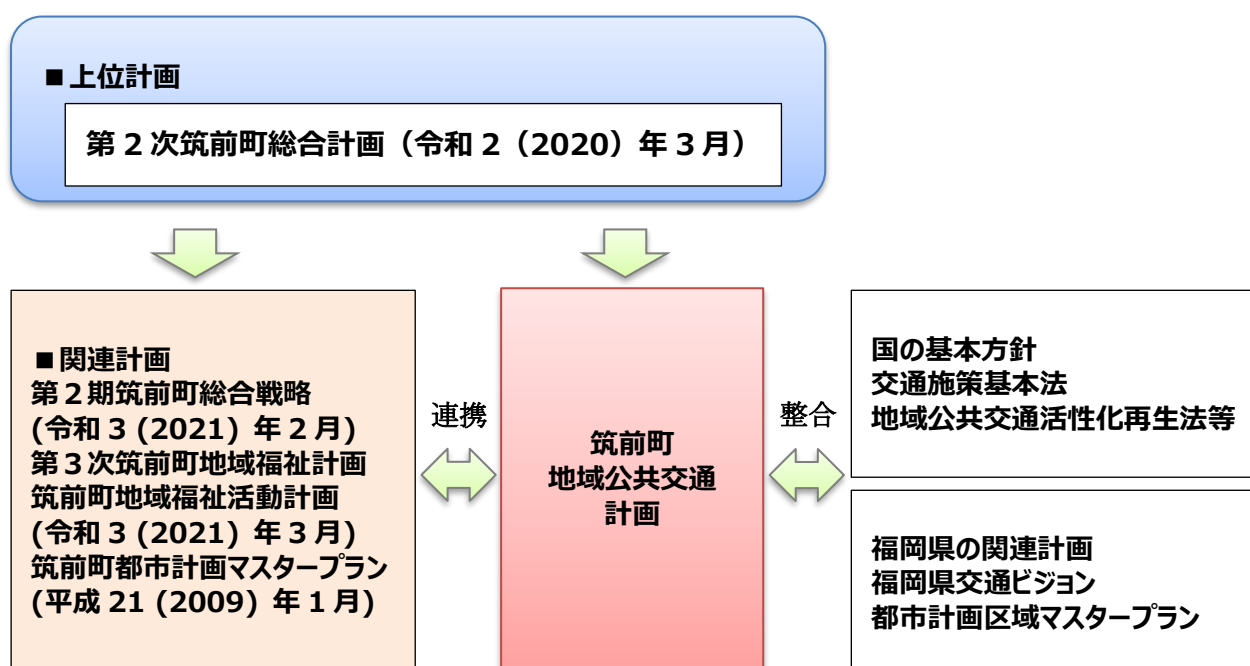 ■上位計画
第2次筑前町総合計画（令和2（2020）年3月）
■関連計画
第２期筑前町総合戦略
(令和3 (2021) 年2月)
第３次筑前町地域福祉計画
筑前町地域福祉活動計画
(令和3 (2021) 年3月)
筑前町都市計画マスタープラン
(平成21 (2009) 年1月)
連携
筑前町
地域公共交通
計画
整合
国の基本方針
交通施策基本法
地域公共交通活性化再生法等
福岡県の関連計画
福岡県交通ビジョン
都市計画区域マスタープラン